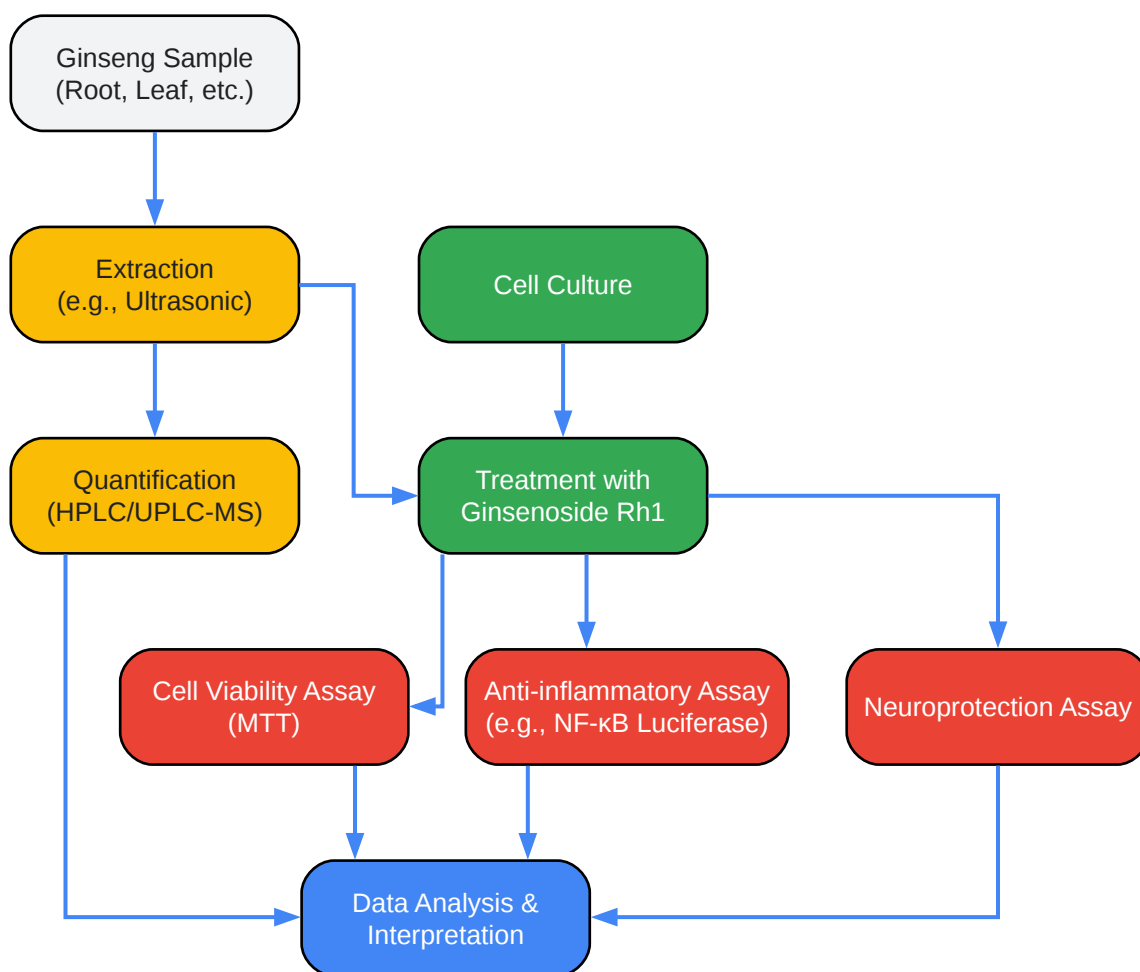 Ginseng Sample
(Root, Leaf, etc.)
Extraction
(e.g., Ultrasonic)
Cell Culture
Quantification
(HPLC/UPLC-MS)
Treatment with
Ginsenoside Rh1
Cell Viability Assay
(MTT)
Anti-inflammatory Assay
(e.g., NF-κB Luciferase)
Neuroprotection Assay
Data Analysis &
Interpretation